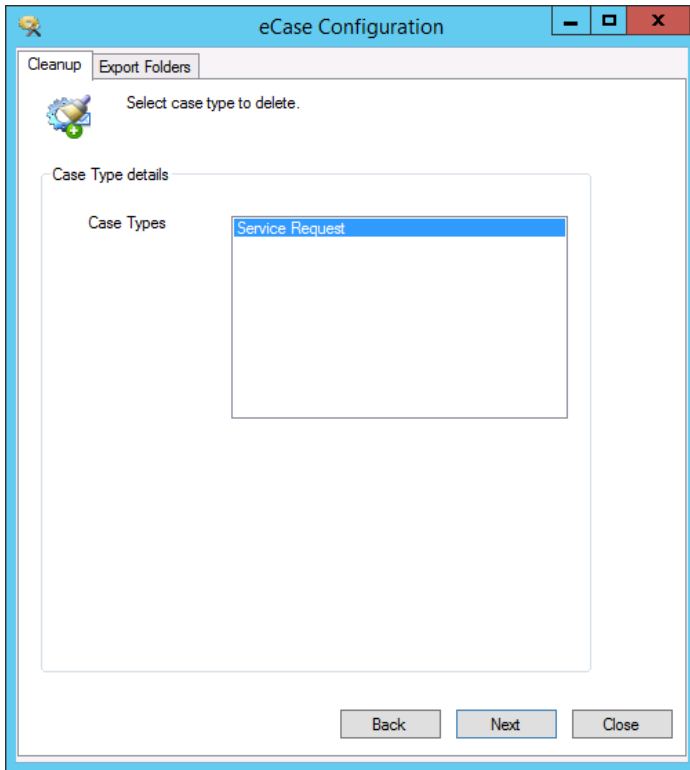 eCase Configuration
Cleanup
Export Folders
Select case type to delete.
Case Type details
Case Types
Service Request
Back
Next
Close